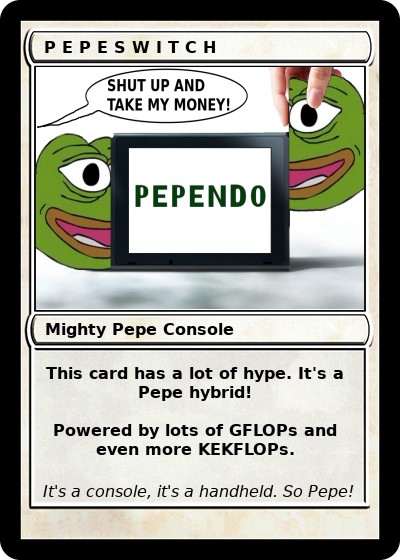 PEPESWITCH
SHUT UP AND
TAKE MY MONEY!
PEPENDO
Mighty Pepe Console
This card has a lot of hype. It's a
Pepe hybrid!
Powered by lots of GFLOPs and
even more KEKFLOPs.
It's a console, it's a handheld. So Pepe!